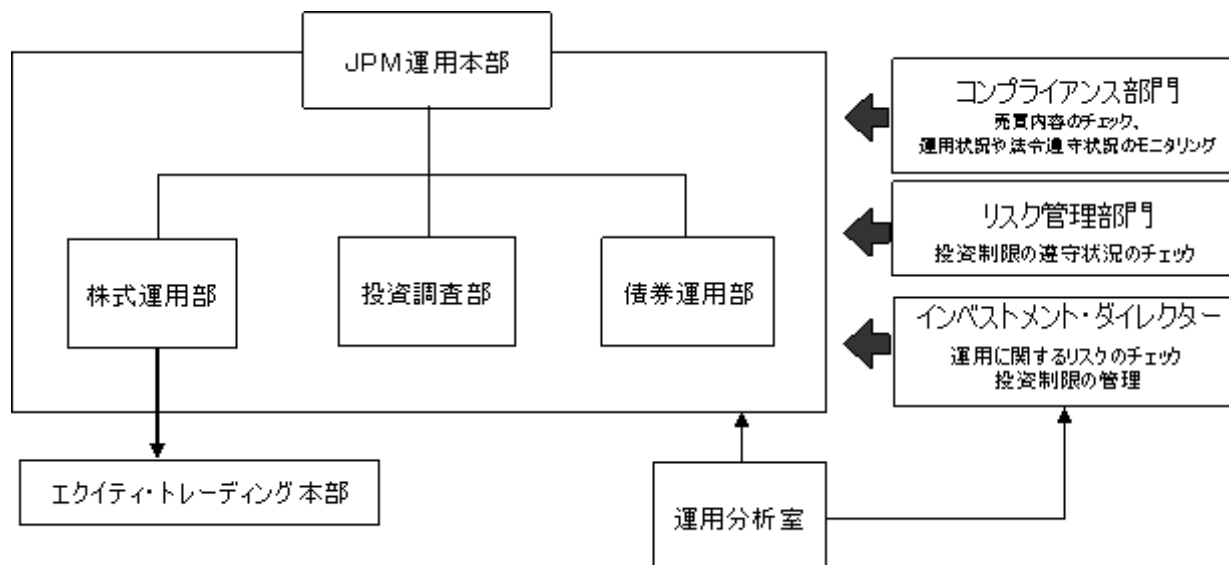 JPM運用本部
コンプライアンス部門
売買内容のチェック、
運用状況や法令遵守状況のモニタリング
リスク管理部門
投資制限の遵守状況のチェック
株式運用部
投資調査部
債券運用部
インベストメント・ダイレクター
運用に関するリスクのチェック
投資制限の管理
エクイティ・トレーディング本部
運用分析室